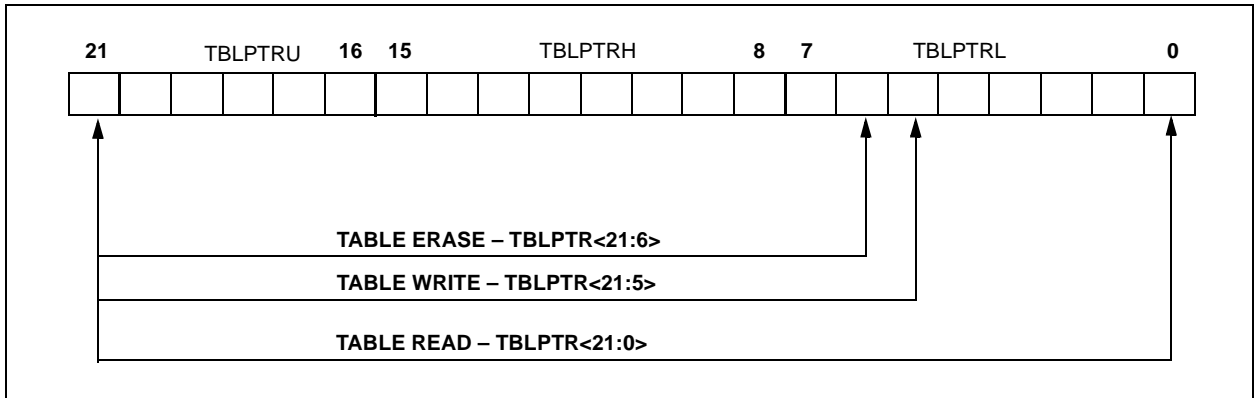 21 TBLPTRU 16 15 TBLPTRH 8 7 TBLPTRL 0
TABLE ERASE – TBLPTR<21:6>
TABLE WRITE – TBLPTR<21:5>
TABLE READ – TBLPTR<21:0>